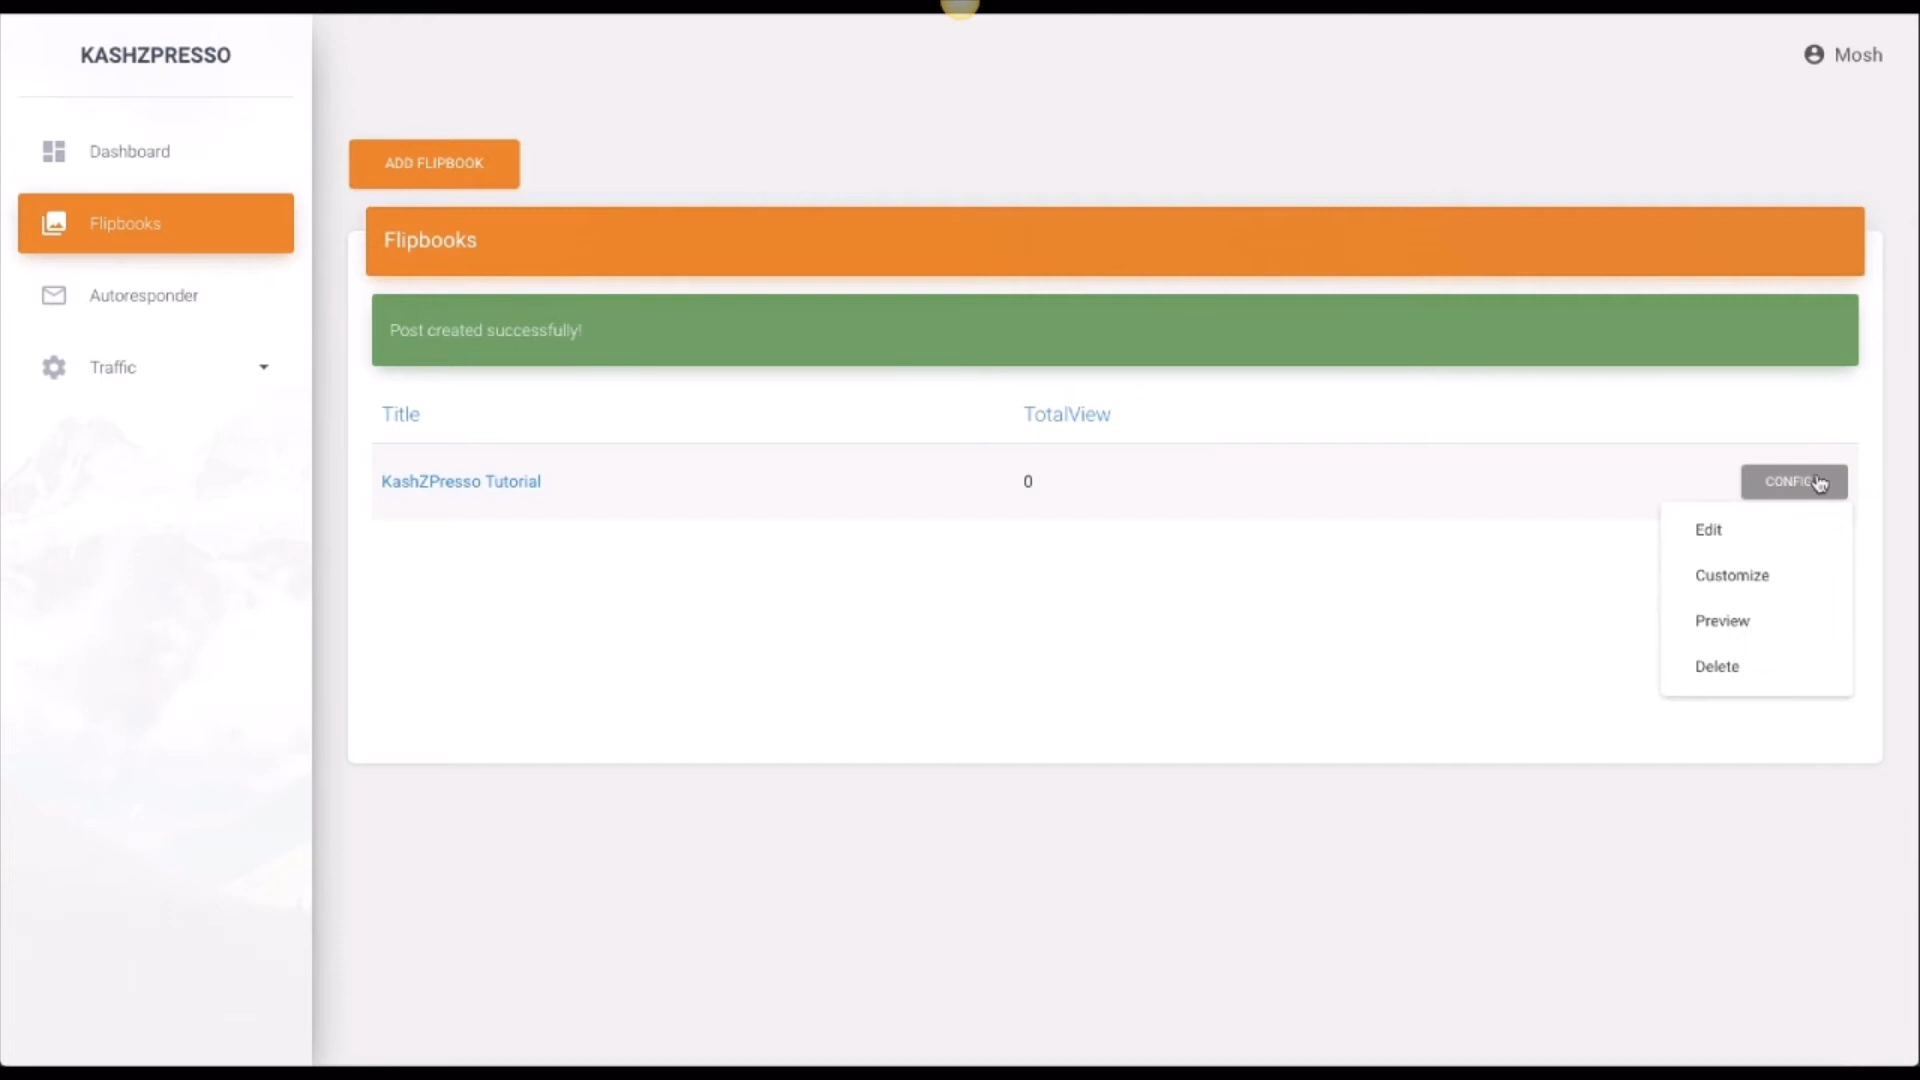 KASHZPRESSO
Mosh
Dashboard
Flipbooks
Autoresponder
Traffic
ADD FLIPBOOK
Flipbooks
Post created successfully!
Title TotalView
KashZPresso Tutorial 0
Edit
Customize
Preview
Delete